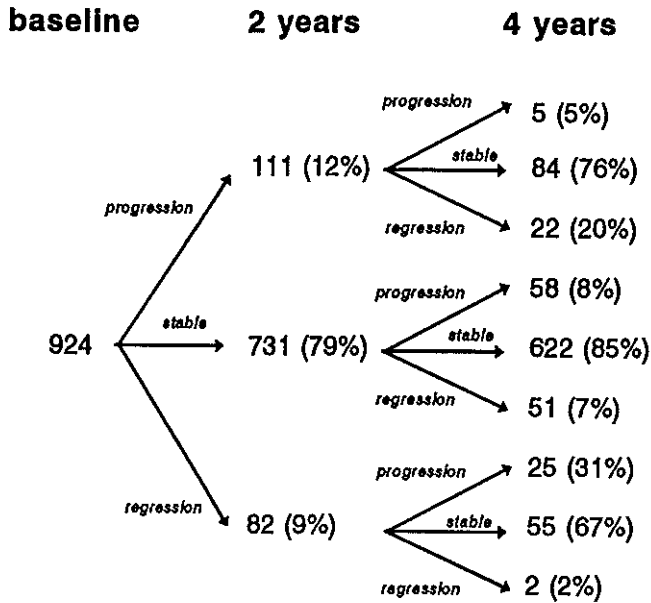 baseline 2 years 4 years
progression 5 (5%)
111 (12%) stable 84 (76%)
progression
regression 22 (20%)
progression 58 (8%)
924 stable 731 (79%) stable 622 (85%)
regression 51 (7%)
progression 25 (31%)
regression 82 (9%) stable 55 (67%)
regression 2 (2%)